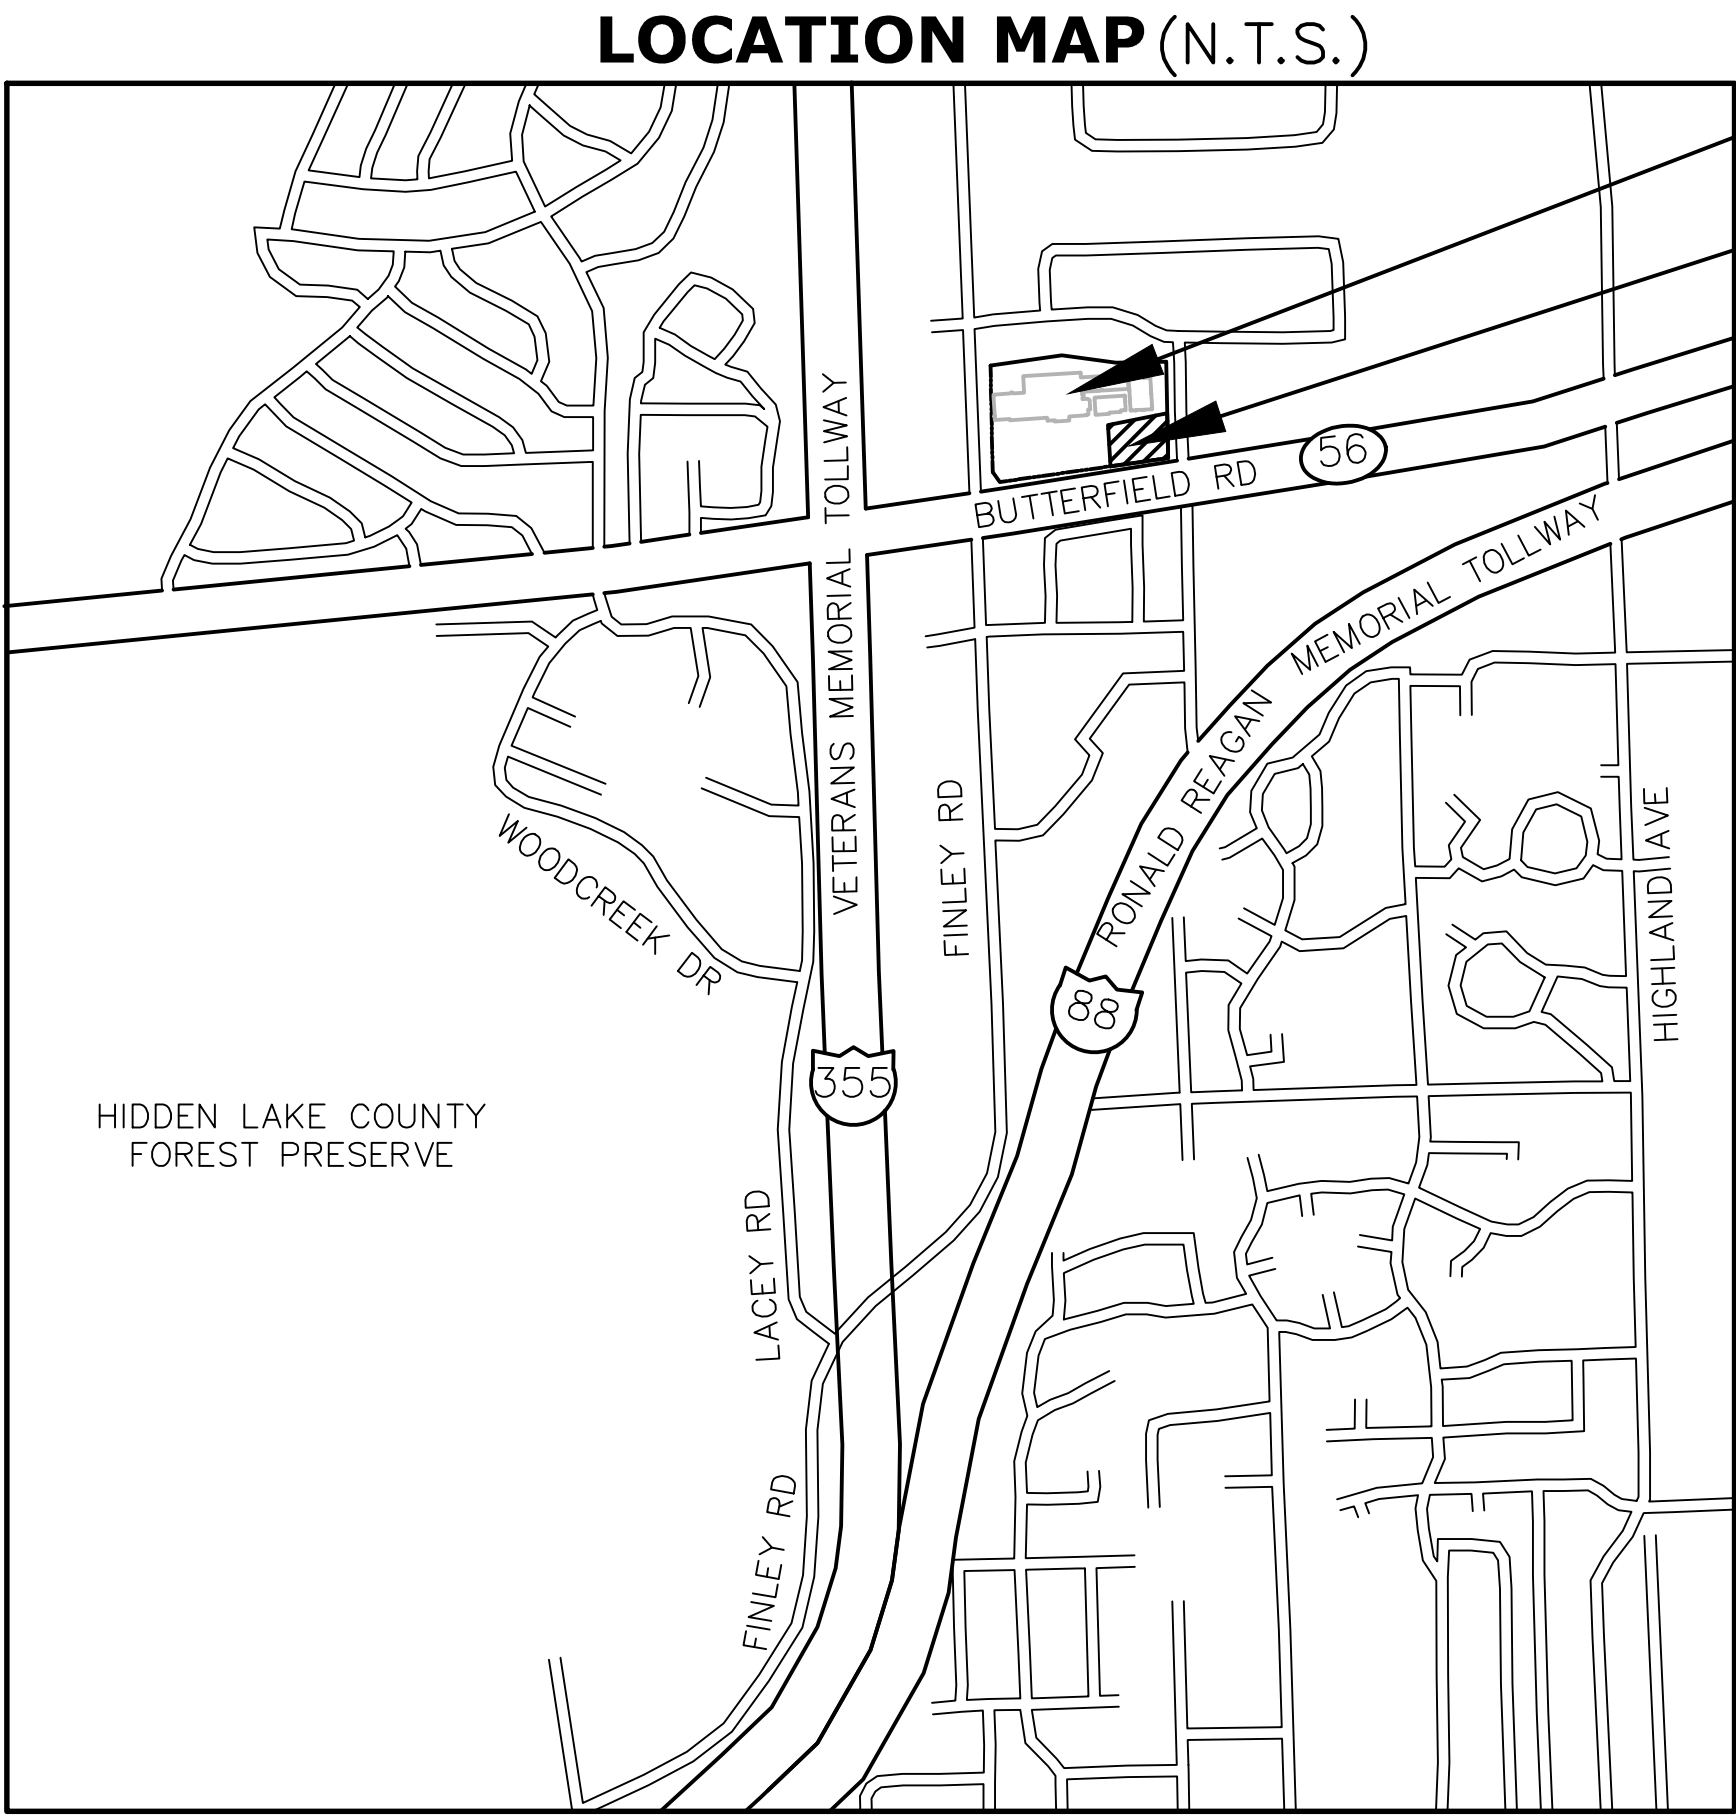 LOCATION MAP (N.T.S.)
56
BUTTERFIELD RD
VETERANS MEMORIAL TOLLWAY
RONALD REAGAN MEMORIAL TOLLWAY
FINLEY RD
WOODCREEK DR
HIGHLAND AVE
88
355
HIDDEN LAKE COUNTY
FOREST PRESERVE
LACEY RD
FINLEY RD